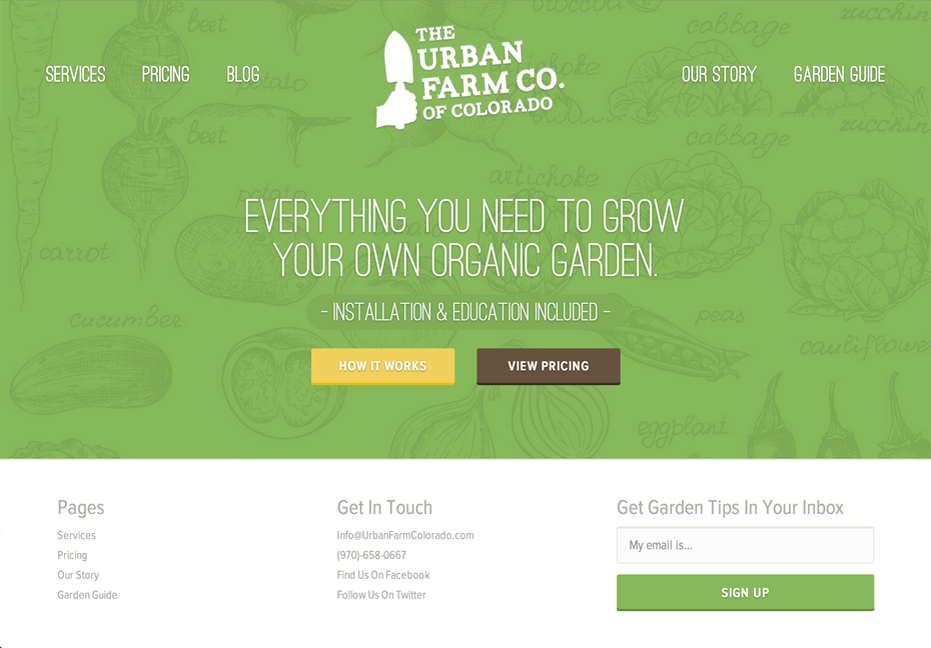 beet
broccoli
cabbage
zucchini
SERVICES
PRICING
BLOG
THE
URBAN
FARM CO.
OF COLORADO
OUR STORY
GARDEN GUIDE
potato
beet
cabbage
zucchini
artichoke
potato
EVERYTHING YOU NEED TO GROW
YOUR OWN ORGANIC GARDEN.
carrot
- INSTALLATION & EDUCATION INCLUDED -
cucumber
peas
cauliflower
HOW IT WORKS
VIEW PRICING
eggplant
Pages
Services
Pricing
Our Story
Garden Guide
Get In Touch
Info@UrbanFarmColorado.com
(970)-658-0667
Find Us On Facebook
Follow Us On Twitter
Get Garden Tips In Your Inbox
My email is...
SIGN UP